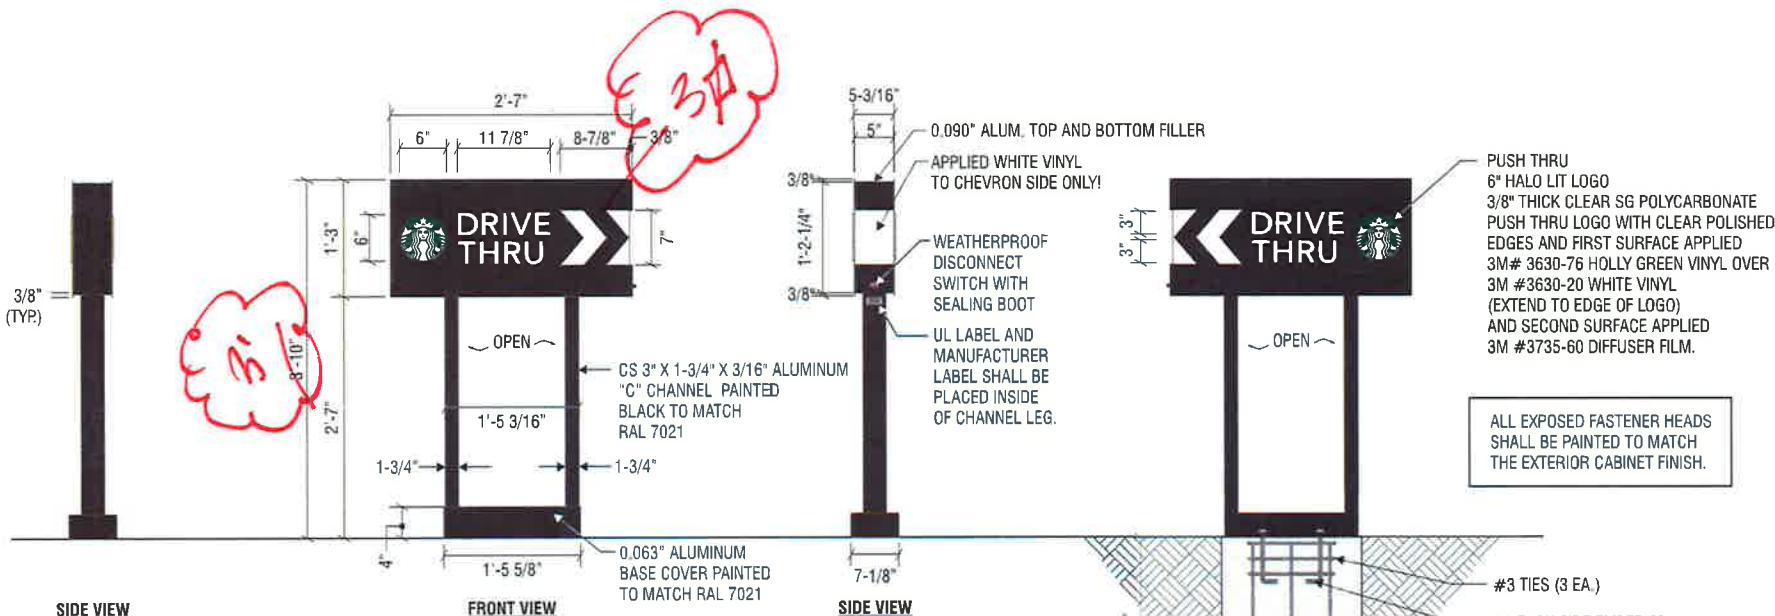 2'-7"
6"
11 7/8"
8-7/8"
3/8"
1'-3"
6"
7"
DRIVE
THRU
3/8"
(TYP.)
3'-10"
2'-7"
OPEN
CS 3" X 1-3/4" X 3/16" ALUMINUM
"C" CHANNEL PAINTED
BLACK TO MATCH
RAL 7021
1'-5 3/16"
1-3/4"
1-3/4"
4"
1'-5 5/8"
0.063" ALUMINUM
BASE COVER PAINTED
TO MATCH RAL 7021
SIDE VIEW
FRONT VIEW
5-3/16"
5"
3/8"
1'-2-1/4"
3/8"
0.090" ALUM. TOP AND BOTTOM FILLER
APPLIED WHITE VINYL
TO CHEVRON SIDE ONLY!
WEATHERPROOF
DISCONNECT
SWITCH WITH
SEALING BOOT
UL LABEL AND
MANUFACTURER
LABEL SHALL BE
PLACED INSIDE
OF CHANNEL LEG.
7-1/8"
SIDE VIEW
3"
3"
DRIVE
THRU
OPEN
PUSH THRU
6" HALO LIT LOGO
3/8" THICK CLEAR SG POLYCARBONATE
PUSH THRU LOGO WITH CLEAR POLISHED
EDGES AND FIRST SURFACE APPLIED
3M# 3630-76 HOLLY GREEN VINYL OVER
3M #3630-20 WHITE VINYL
(EXTEND TO EDGE OF LOGO)
AND SECOND SURFACE APPLIED
3M #3735-60 DIFFUSER FILM.
ALL EXPOSED FASTENER HEADS
SHALL BE PAINTED TO MATCH
THE EXTERIOR CABINET FINISH.
#3 TIES (3 EA.)